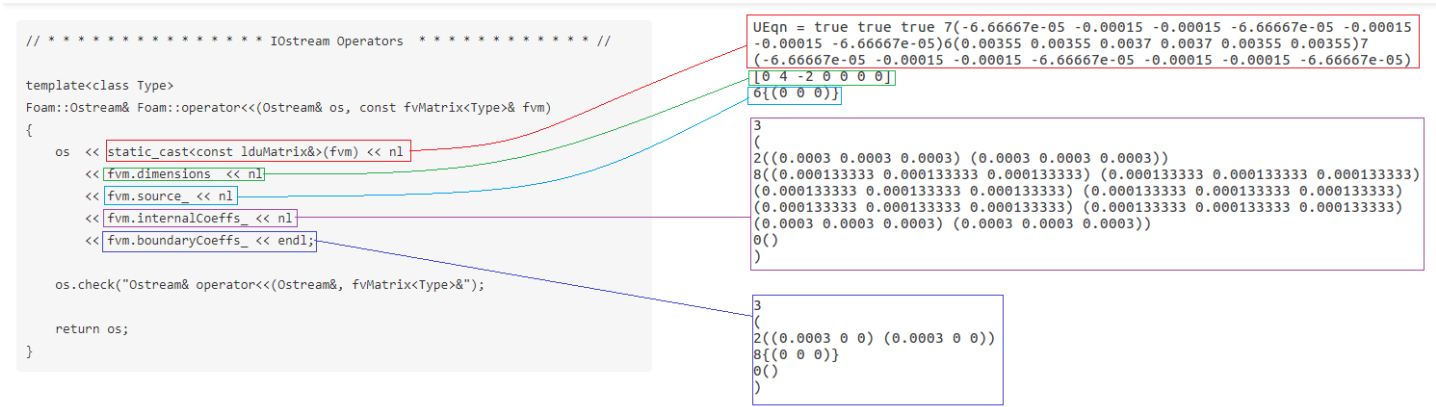 // * * * * * * * * * * * * * * * IOstream Operators  * * * * * * * * * * * * //
template<class Type>
Foam::Ostream& Foam::operator<<(Ostream& os, const fvMatrix<Type>& fvm)
{
os  << static_cast<const lduMatrix&>(fvm) << nl
<< fvm.dimensions_ << nl
<< fvm.source_ << nl
<< fvm.internalCoeffs_ << nl
<< fvm.boundaryCoeffs_ << endl;
os.check("Ostream& operator<<(Ostream&, fvMatrix<Type>&");
return os;
}
UEqn = true true true 7(-6.66667e-05 -0.00015 -0.00015 -6.66667e-05 -0.00015
-0.00015 -6.66667e-05)6(0.00355 0.00355 0.0037 0.0037 0.00355 0.00355)7
(-6.66667e-05 -0.00015 -0.00015 -6.66667e-05 -0.00015 -0.00015 -6.66667e-05)
[0 4 -2 0 0 0 0]
6{(0 0 0)}
3
(
2((0.0003 0.0003 0.0003) (0.0003 0.0003 0.0003))
8((0.000133333 0.000133333 0.000133333) (0.000133333 0.000133333 0.000133333)
(0.000133333 0.000133333 0.000133333) (0.000133333 0.000133333 0.000133333)
(0.000133333 0.000133333 0.000133333) (0.000133333 0.000133333 0.000133333)
(0.0003 0.0003 0.0003) (0.0003 0.0003 0.0003))
0()
)
3
(
2((0.0003 0 0) (0.0003 0 0))
8{(0 0 0)}
0()
)